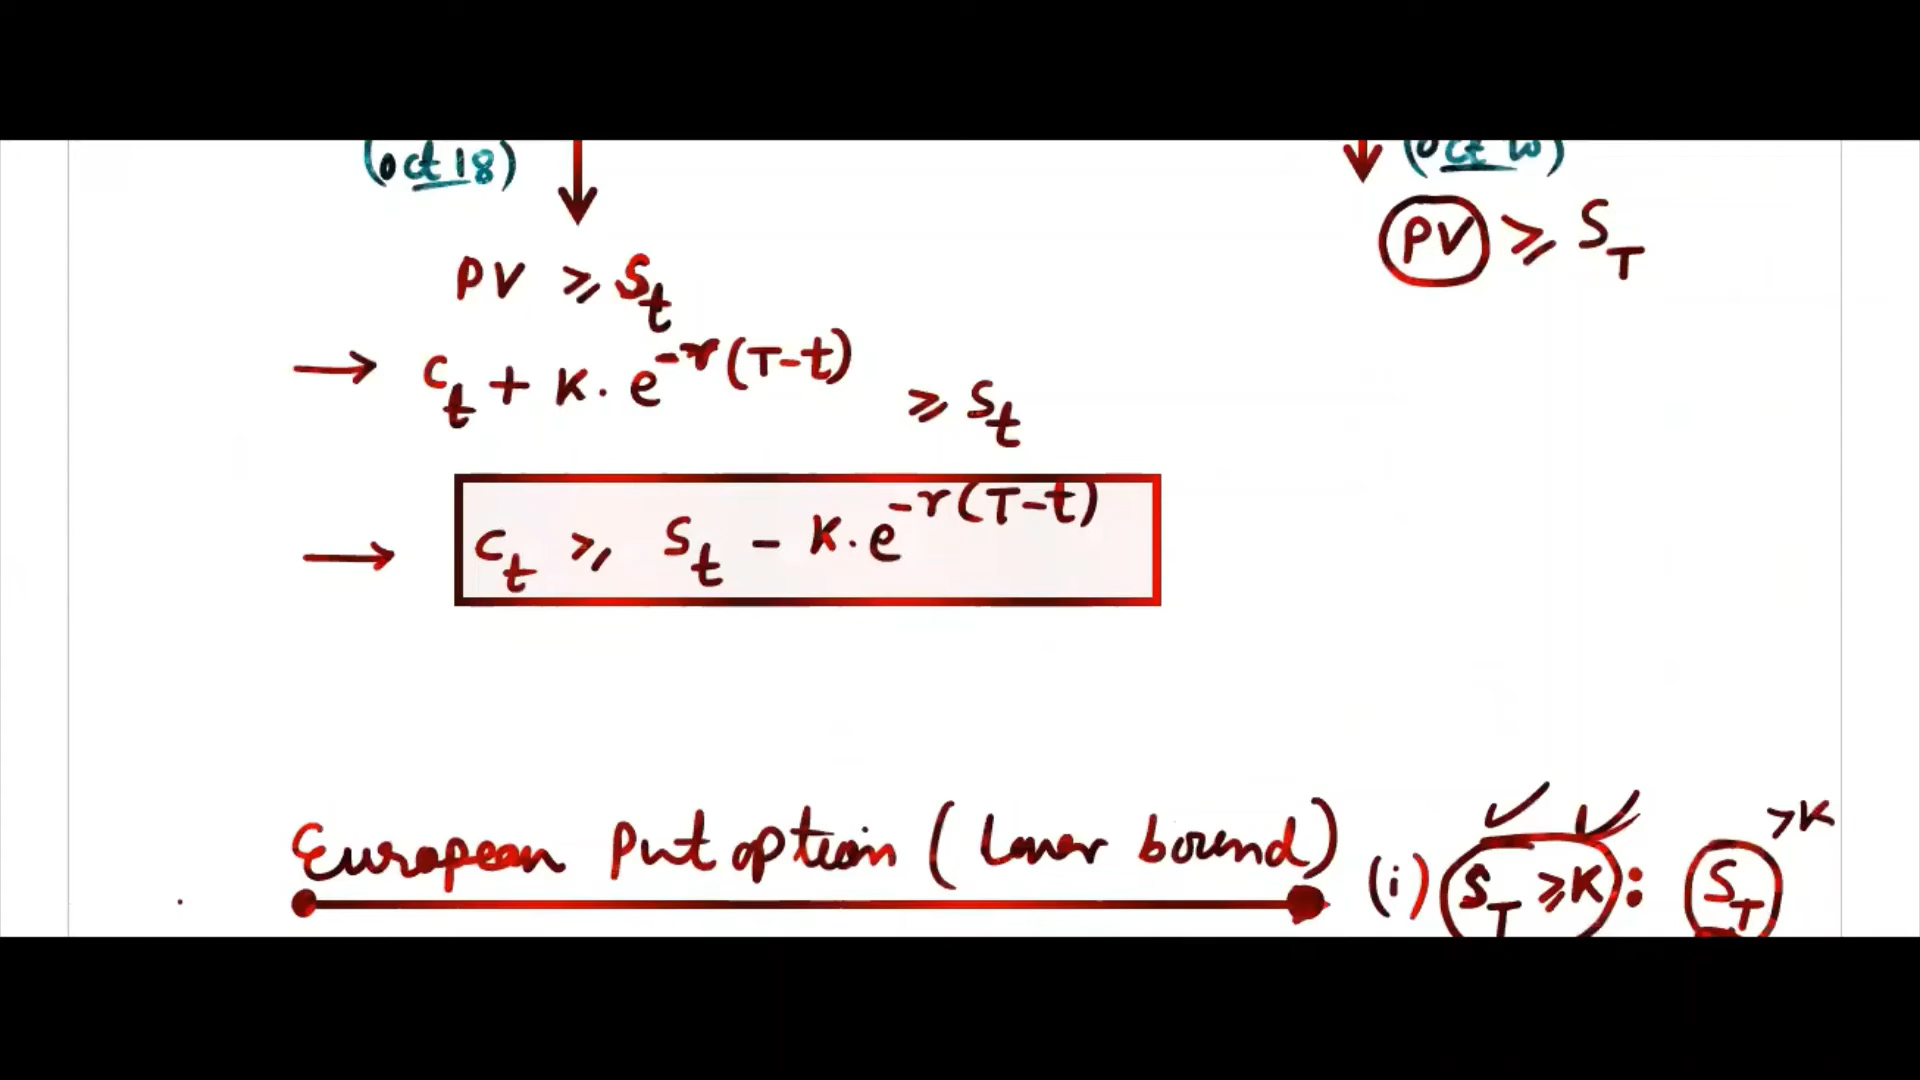 (oct 18)
PV ≥ S_t
→ c_t + K. e^{-r(T-t)} ≥ S_t
→ c_t ≥ S_t - K. e^{-r(T-t)}
PV ≥ S_T
European Put option (Lower bound)
(i) S_T ≥ K : S_T >K